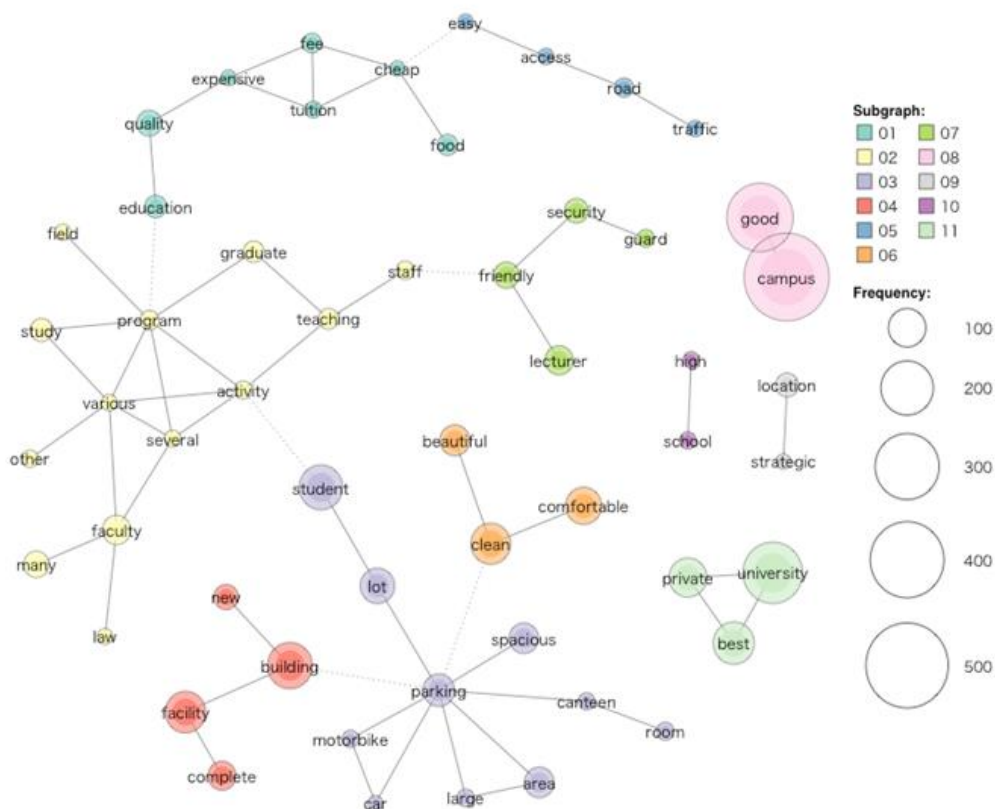 easy
fee
access
cheap
expensive
road
tuition
quality
traffic
food
education
security
good
field
guard
graduate
staff
friendly
campus
program
teaching
study
lecturer
high
location
activity
various
beautiful
several
school
other
strategic
student
comfortable
faculty
clean
many
private
university
lot
new
law
spacious
best
building
parking
canteen
facility
room
motorbike
complete
area
large
car
Subgraph:
01 07
02 08
03 09
04 10
05 11
06
Frequency:
100
200
300
400
500